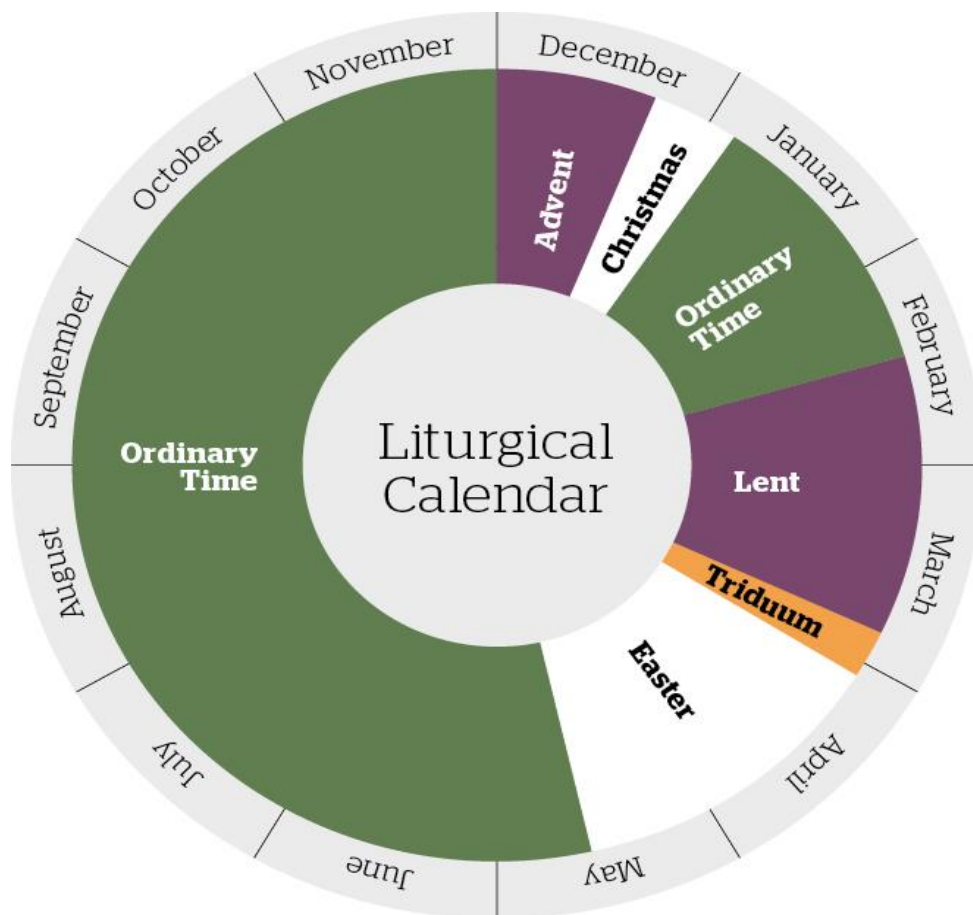 November
December
October
January
Advent
Christmas
Ordinary
Time
September
February
Ordinary
Time
Liturgical
Calendar
Lent
August
March
Triduum
Easter
July
April
June
May